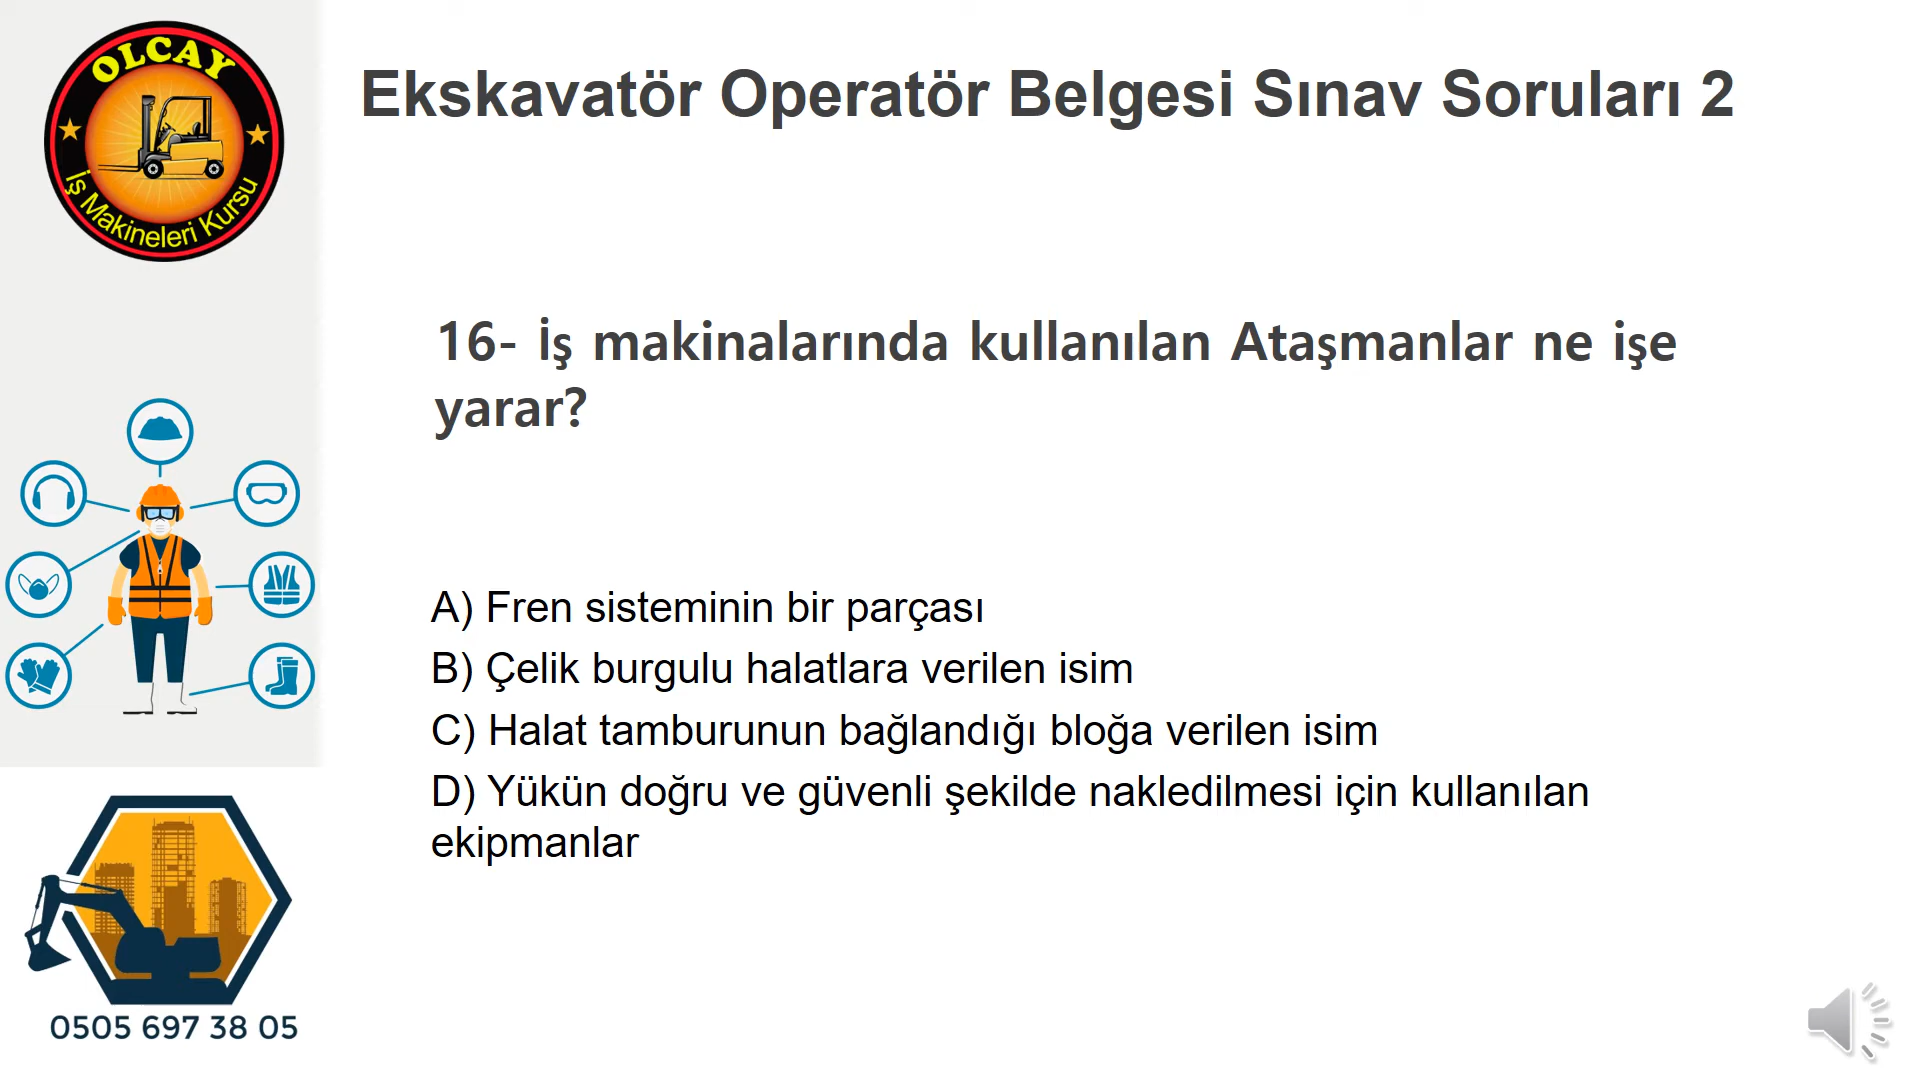 OLCAY
İş Makineleri Kursu
Ekskavatör Operatör Belgesi Sınav Soruları 2
16- İş makinalarında kullanılan Ataşmanlar ne işe
yarar?
A) Fren sisteminin bir parçası
B) Çelik burgulu halatlara verilen isim
C) Halat tamburunun bağlandığı bloğa verilen isim
D) Yükün doğru ve güvenli şekilde nakledilmesi için kullanılan
ekipmanlar
0505 697 38 05